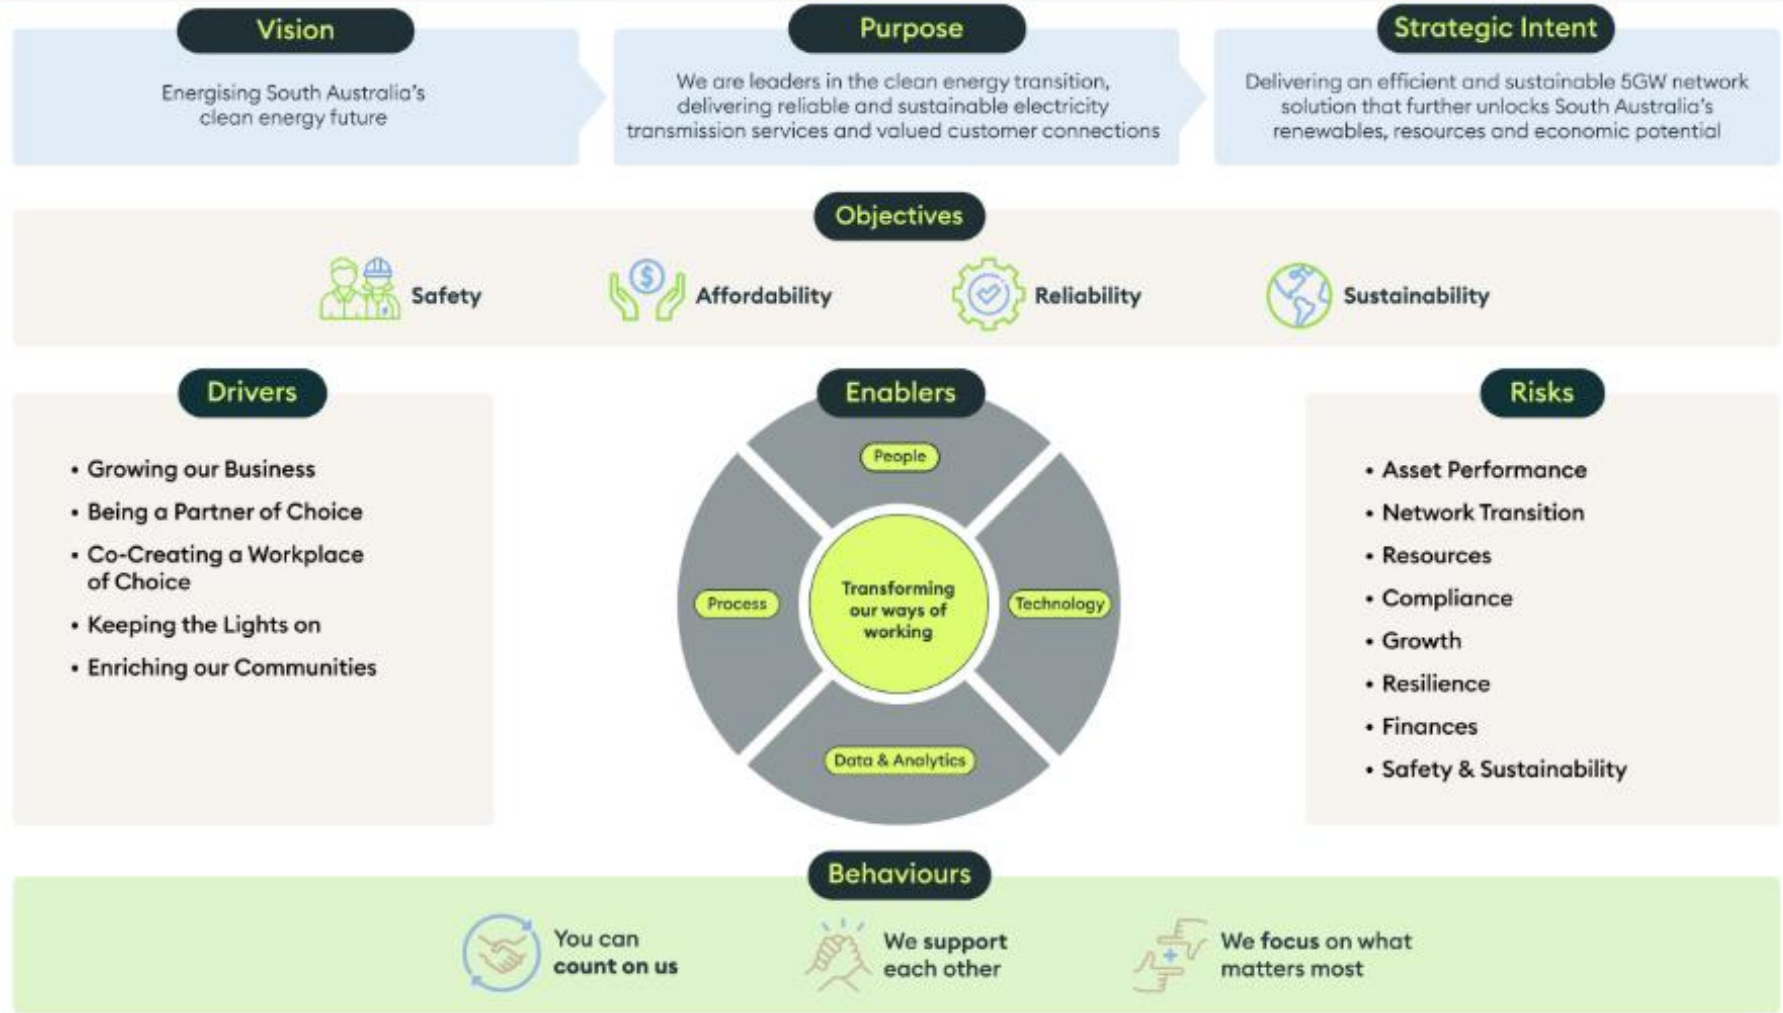 Vision
Energising South Australia's
clean energy future
Purpose
We are leaders in the clean energy transition,
delivering reliable and sustainable electricity
transmission services and valued customer connections
Strategic Intent
Delivering an efficient and sustainable 5GW network
solution that further unlocks South Australia's
renewables, resources and economic potential
Objectives
Safety
Affordability
Reliability
Sustainability
Drivers
• Growing our Business
• Being a Partner of Choice
• Co-Creating a Workplace
of Choice
• Keeping the Lights on
• Enriching our Communities
Enablers
People
Process
Transforming
our ways of
working
Technology
Data & Analytics
Risks
• Asset Performance
• Network Transition
• Resources
• Compliance
• Growth
• Resilience
• Finances
• Safety & Sustainability
Behaviours
You can
count on us
We support
each other
We focus on what
matters most